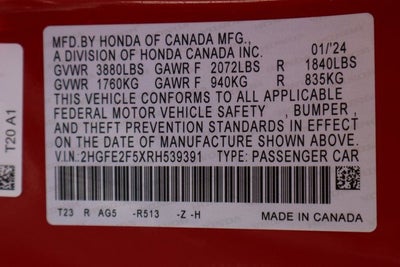 MFD.BY HONDA OF CANADA MFG.,
A DIVISION OF HONDA CANADA INC. 01/'24
GVWR 3880LBS GAWR F 2072LBS R 1840LBS
GVWR 1760KG GAWR F 940KG R 835KG
THIS VEHICLE CONFORMS TO ALL APPLICABLE
FEDERAL MOTOR VEHICLE SAFETY , BUMPER ,
AND THEFT PREVENTION STANDARDS IN EFFECT
ON THE DATE OF MANUFACTURE SHOWN ABOVE.
V.I.N:2HGFE2F5XRH539391 TYPE: PASSENGER CAR
T23 R AG5 -R513 -Z -H MADE IN CANADA
T20 A1